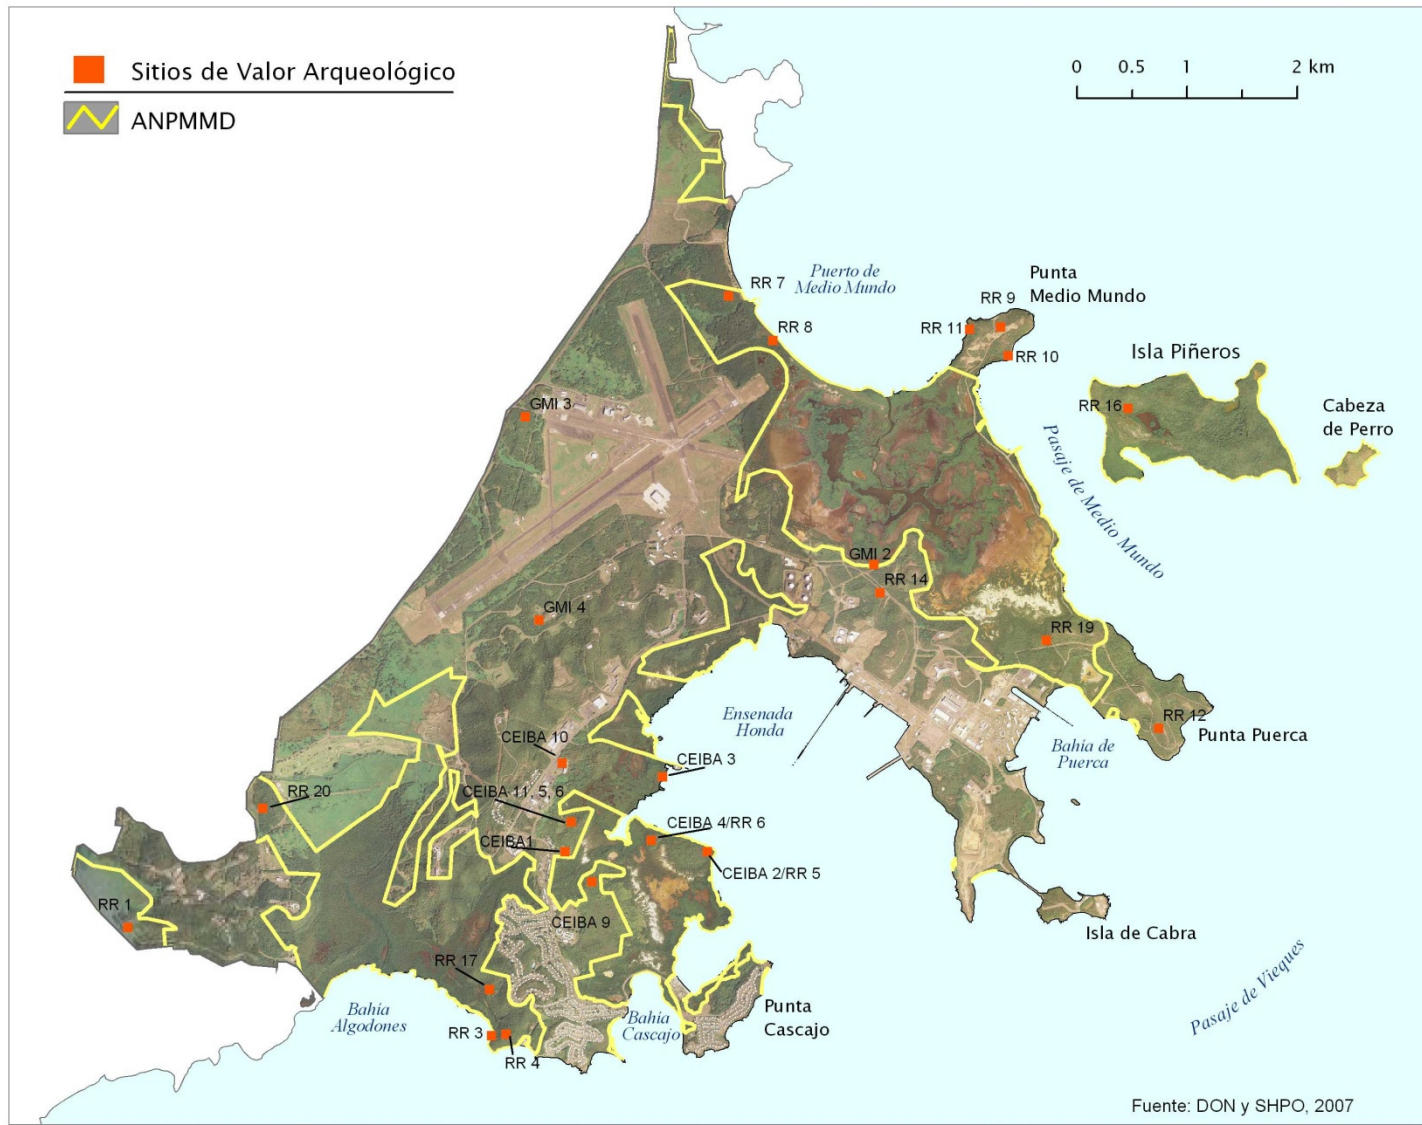 Sitios de Valor Arqueológico
ANPMMD
0 0.5 1 2 km
Puerto de
Medio Mundo
Punta
Medio Mundo
RR 7
RR 8
RR 9
RR 11
RR 10
Isla Piñeros
RR 16
Cabeza
de Perro
Pasaje de Medio Mundo
GMI 3
GMI 2
RR 14
GMI 4
RR 19
RR 12
Punta Puerca
Ensenada
Honda
Bahía de
Puerca
CEIBA 10
CEIBA 3
RR 20
CEIBA 11, 5, 6
CEIBA 4/RR 6
CEIBA1
CEIBA 2/RR 5
RR 1
CEIBA 9
Isla de Cabra
RR 17
Pasaje de Vieques
Bahía
Algodones
Bahía
Cascajo
Punta
Cascajo
RR 3
RR 4
Fuente: DON y SHPO, 2007